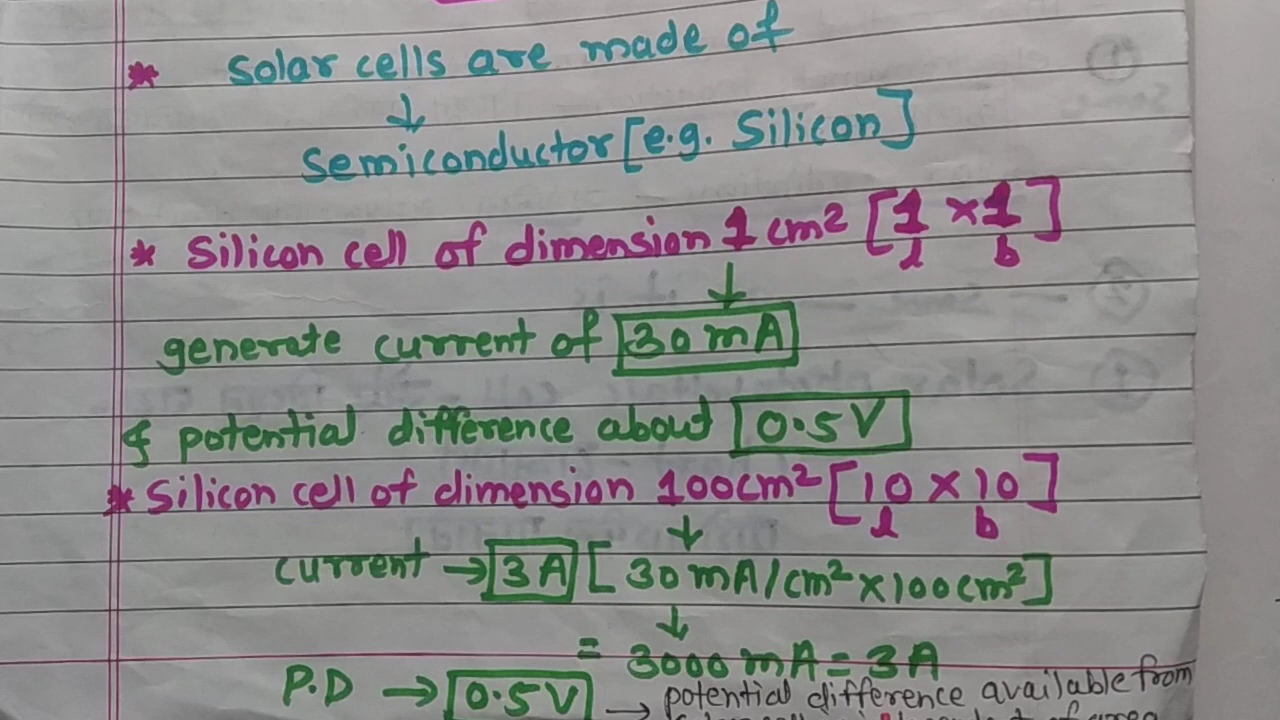 * Solar cells are made of
↓
Semiconductor [e.g. Silicon]
* Silicon cell of dimension 1 cm² [1 × 1]
l b
↓
generate current of 30 mA
& potential difference about 0.5 V
* Silicon cell of dimension 100 cm² [10 × 10]
l b
↓
current → 3 A [30 mA/cm² × 100 cm²]
↓
= 3000 mA = 3 A
P.D → 0.5 V → potential difference available from